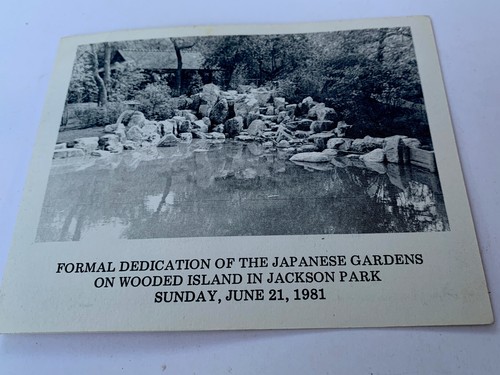 FORMAL DEDICATION OF THE JAPANESE GARDENS
ON WOODED ISLAND IN JACKSON PARK
SUNDAY, JUNE 21, 1981